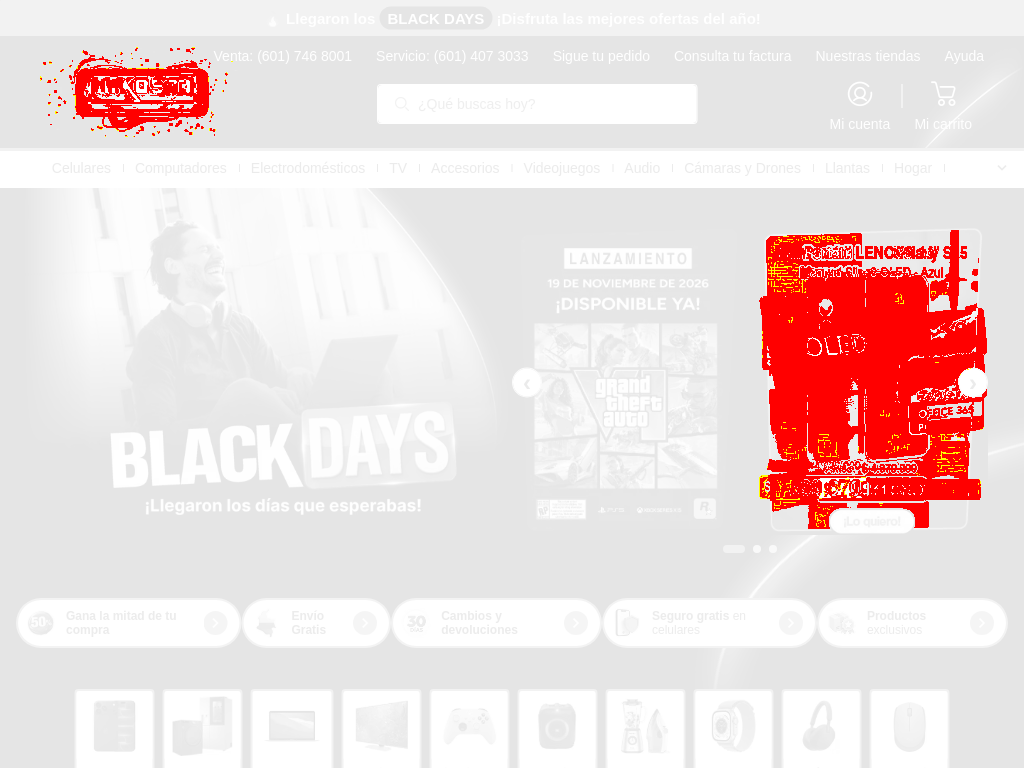 Llegaron los BLACK DAYS ¡Disfruta las mejores ofertas del año!
Venta: (601) 746 8001 Servicio: (601) 407 3033 Sigue tu pedido Consulta tu factura Nuestras tiendas Ayuda
¿Qué buscas hoy?
Mi cuenta Mi carrito
Celulares Computadores Electrodomésticos TV Accesorios Videojuegos Audio Cámaras y Drones Llantas Hogar
LANZAMIENTO
19 DE NOVIEMBRE DE 2026
¡DISPONIBLE YA!
grand
theft
auto
BLACK DAYS
¡Llegaron los días que esperabas!
OLED
¡Lo quiero!
Gana la mitad de tu compra
50%
Envío Gratis
30
Cambios y devoluciones
Seguro gratis en celulares
Productos exclusivos